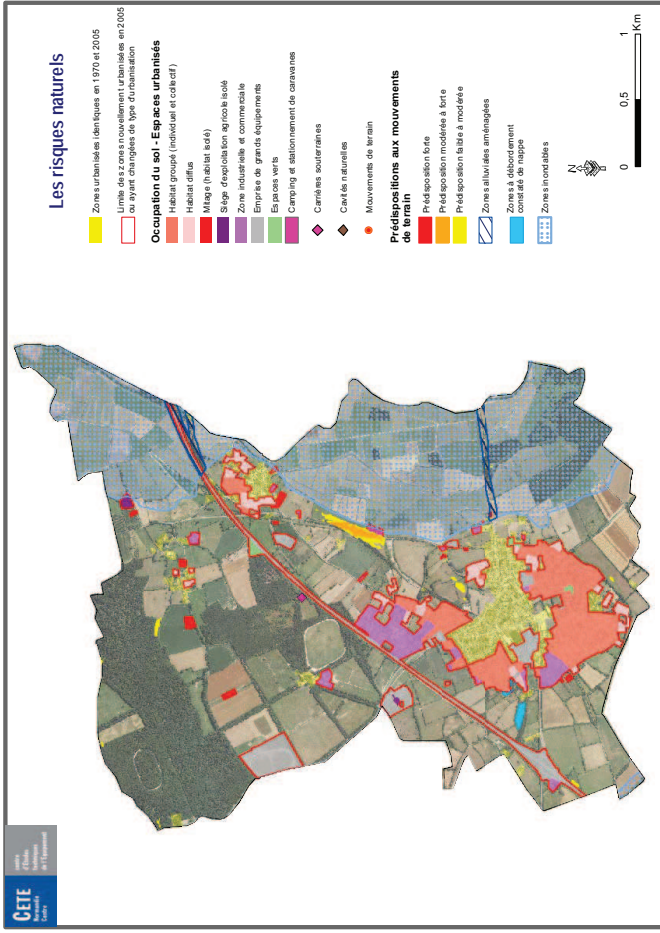 Les risques naturels
Zones urbanisées identiques en 1970 et 2005
Limite des zones nouvellement urbanisées en 2005
ou ayant changées de type d'urbanisation
Occupation du sol - Espaces urbanisés
Habitat groupé (individuel et collectif)
Habitat diffus
Mitage (habitat isolé)
Siège d'exploitation agricole isolé
Zone industrielle et commerciale
Emprise de grands équipements
Espaces verts
Camping et stationnement de caravanes
Carrières souterraines
Cavités naturelles
Mouvements de terrain
Prédispositions aux mouvements
de terrain
Prédisposition forte
Prédisposition modérée à forte
Prédisposition faible à modérée
Zones alluviales aménagées
Zones à débordement
constaté de nappe
Zones inondables
N
0
0.5
1
Km
CETE
Normandie
Centre
centre
d'Études
techniques
de l'Équipement